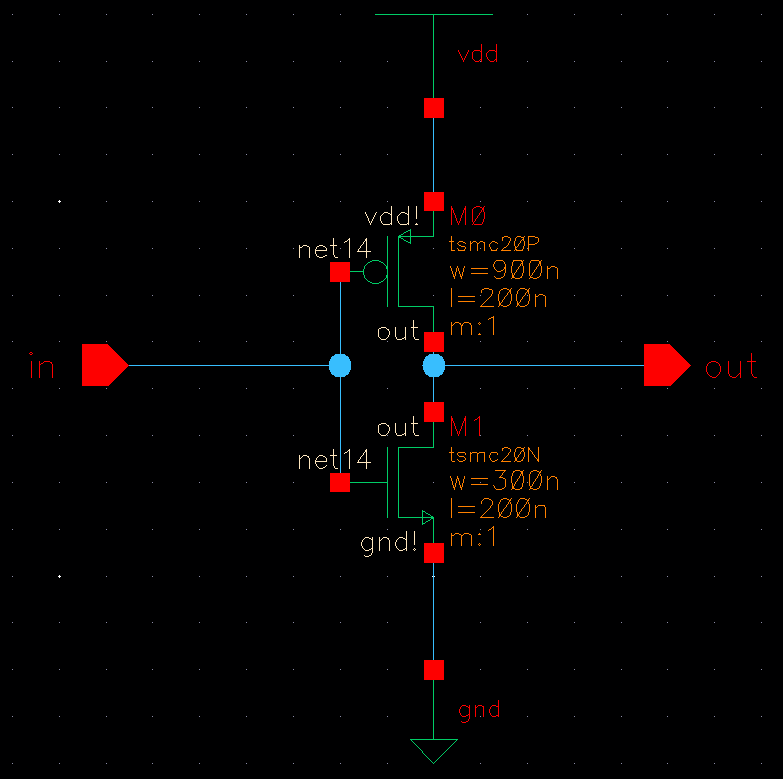 vdd
vdd!
M0
net14
tsmc20P
w=900n
l=200n
out
m:1
in
out
out
M1
net14
tsmc20N
w=300n
l=200n
gnd!
m:1
gnd